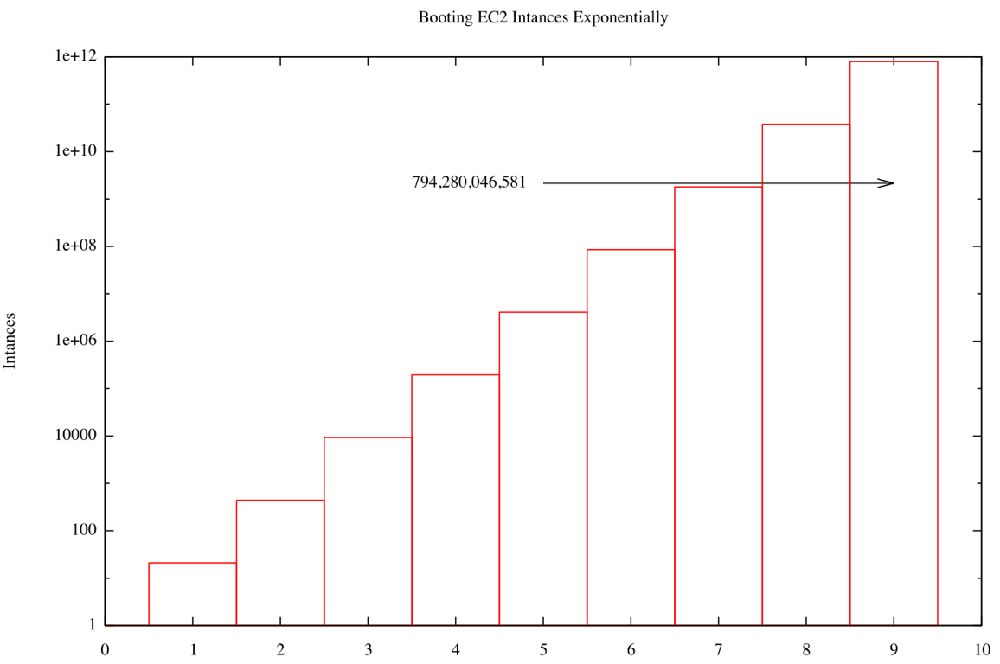 Booting EC2 Intances Exponentially
1e+12
1e+10
794,280,046,581
1e+08
Intances
1e+06
10000
100
1
0 1 2 3 4 5 6 7 8 9 10